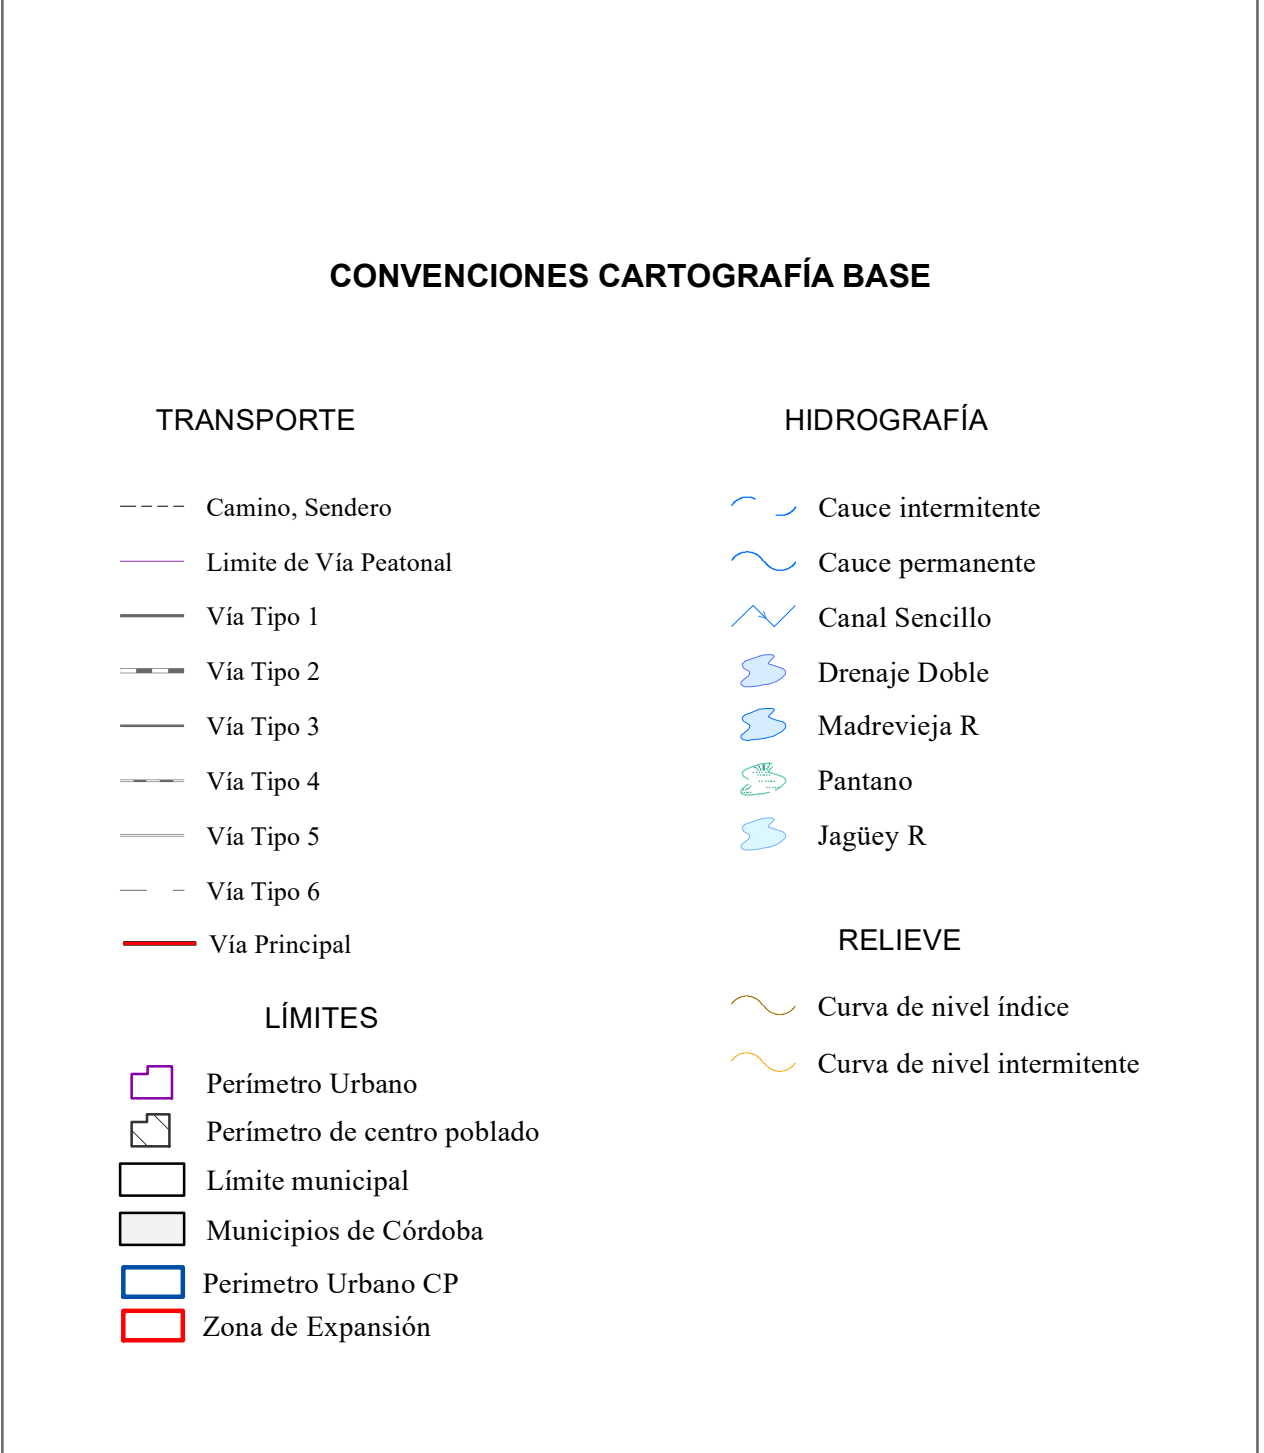 CONVENCIONES CARTOGRAFÍA BASE
TRANSPORTE
Camino, Sendero
Limite de Vía Peatonal
Vía Tipo 1
Vía Tipo 2
Vía Tipo 3
Vía Tipo 4
Vía Tipo 5
Vía Tipo 6
Vía Principal
LÍMITES
Perímetro Urbano
Perímetro de centro poblado
Límite municipal
Municipios de Córdoba
Perimetro Urbano CP
Zona de Expansión
HIDROGRAFÍA
Cauce intermitente
Cauce permanente
Canal Sencillo
Drenaje Doble
Madrevieja R
Pantano
Jagüey R
RELIEVE
Curva de nivel índice
Curva de nivel intermitente